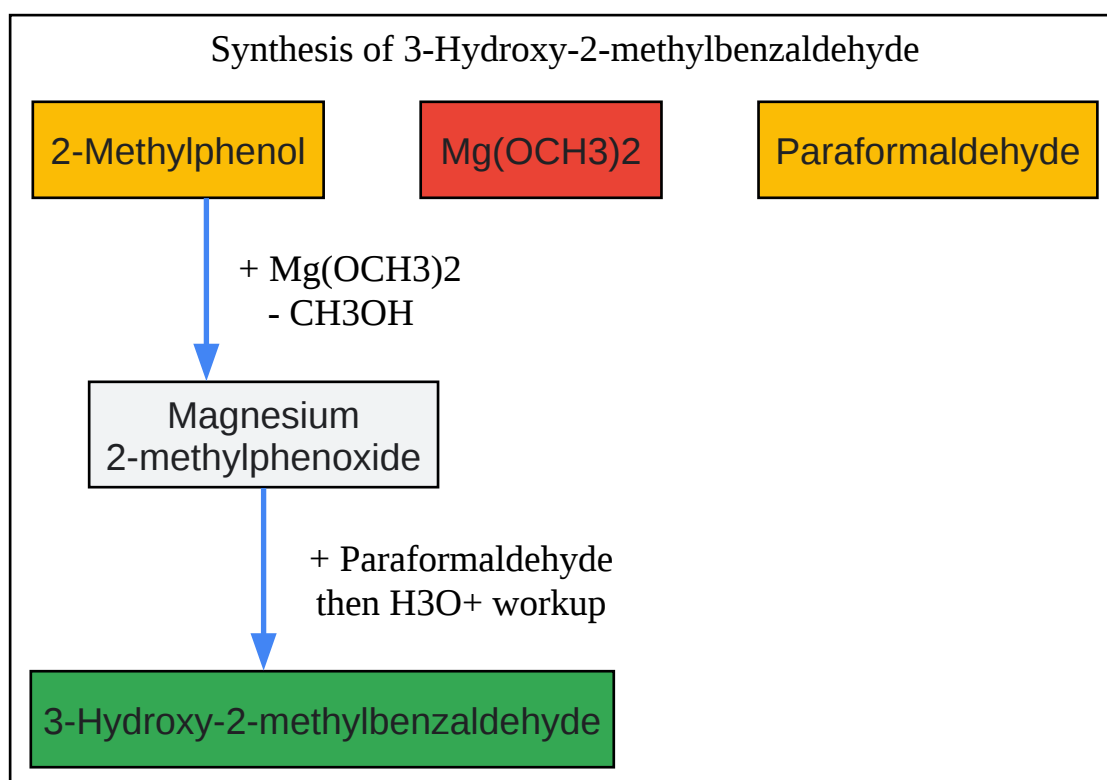 Synthesis of 3-Hydroxy-2-methylbenzaldehyde
2-Methylphenol
Mg(OCH3)2
Paraformaldehyde
+ Mg(OCH3)2
- CH3OH
Magnesium
2-methylphenoxide
+ Paraformaldehyde
then H3O+ workup
3-Hydroxy-2-methylbenzaldehyde